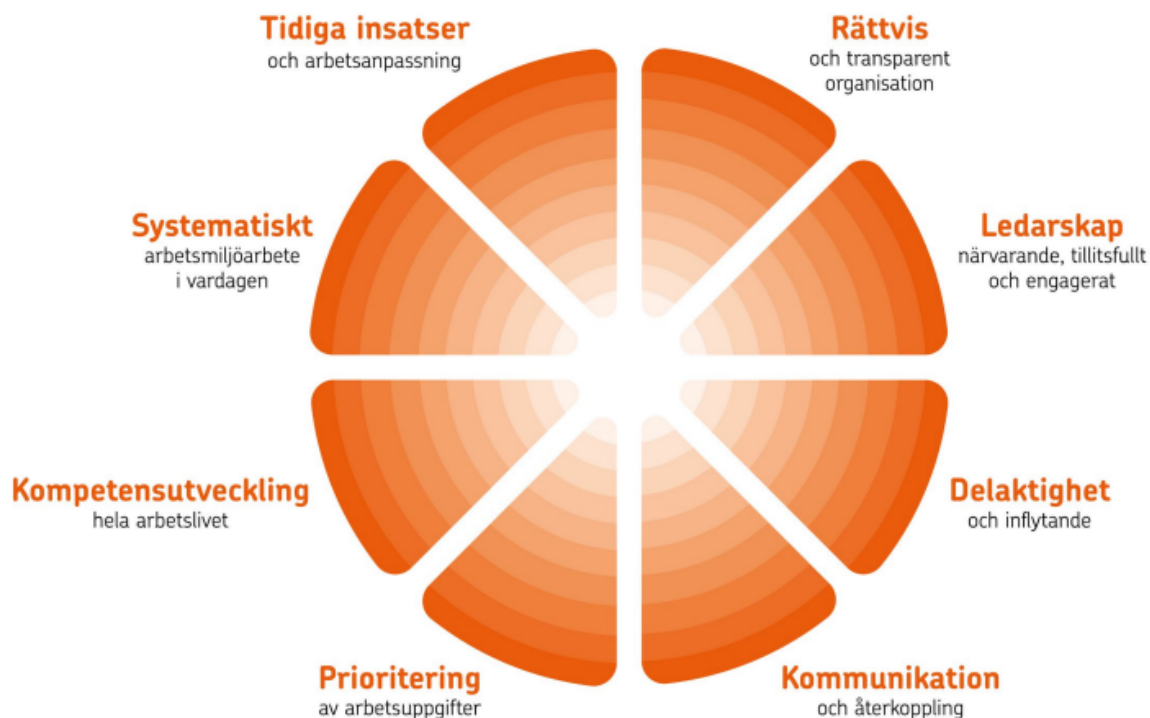 Tidiga insatser
och arbetsanpassning
Rättvis
och transparent
organisation
Ledarskap
närvarande, tillitsfullt
och engagerat
Delaktighet
och inflytande
Kommunikation
och återkoppling
Prioritering
av arbetsuppgifter
Kompetensutveckling
hela arbetslivet
Systematiskt
arbetsmiljöarbete
i vardagen